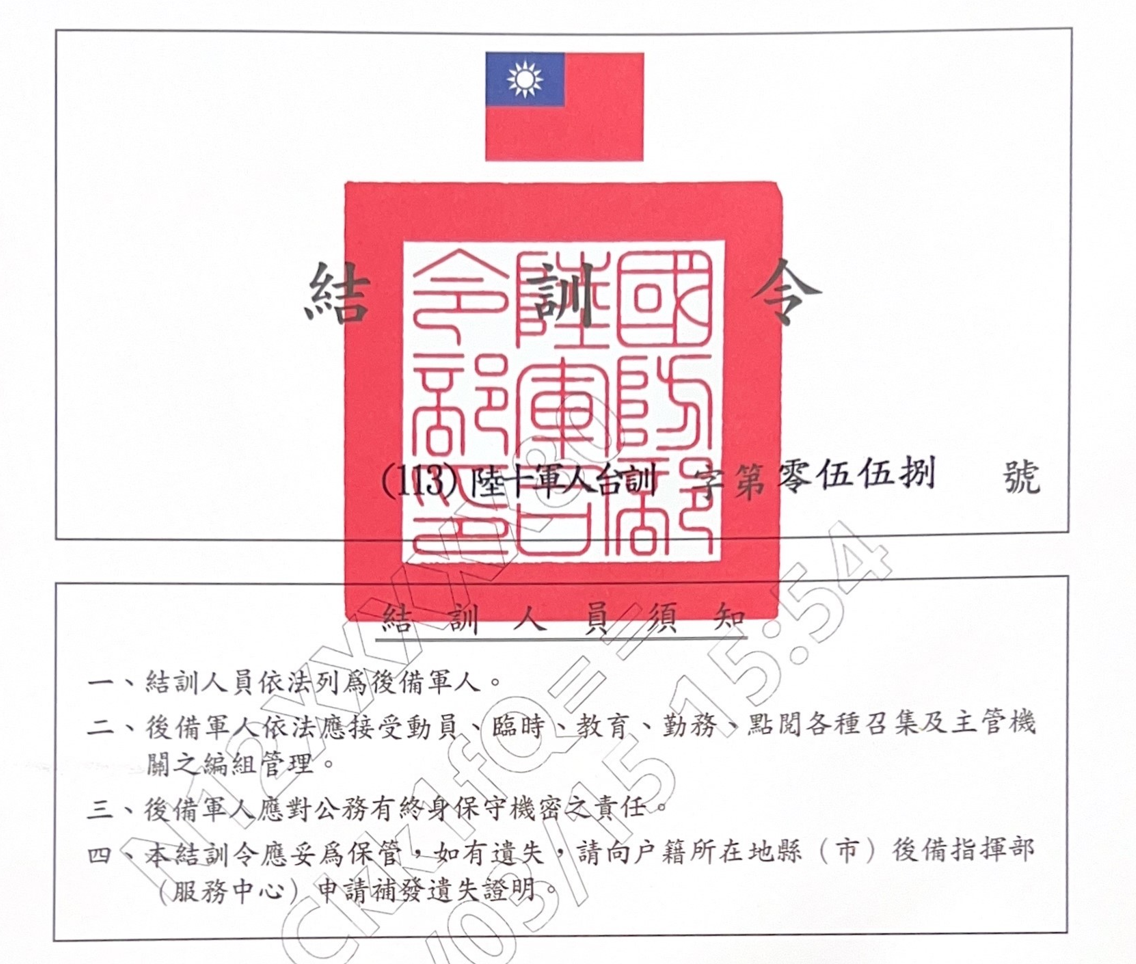 結訓令
國防部陸軍司令部印
(113) 陸十軍人台訓 字第零伍伍捌 號
結訓人員須知
一、結訓人員依法列為後備軍人。
二、後備軍人依法應接受動員、臨時、教育、勤務、點閱各種召集及主管機
關之編組管理。
三、後備軍人應對公務有終身保守機密之責任。
四、本結訓令應妥為保管，如有遺失，請向戶籍所在地縣（市）後備指揮部
（服務中心）申請補發遺失證明。
N12XXXXX80
Ckk1fQ==
/03/15 15:54